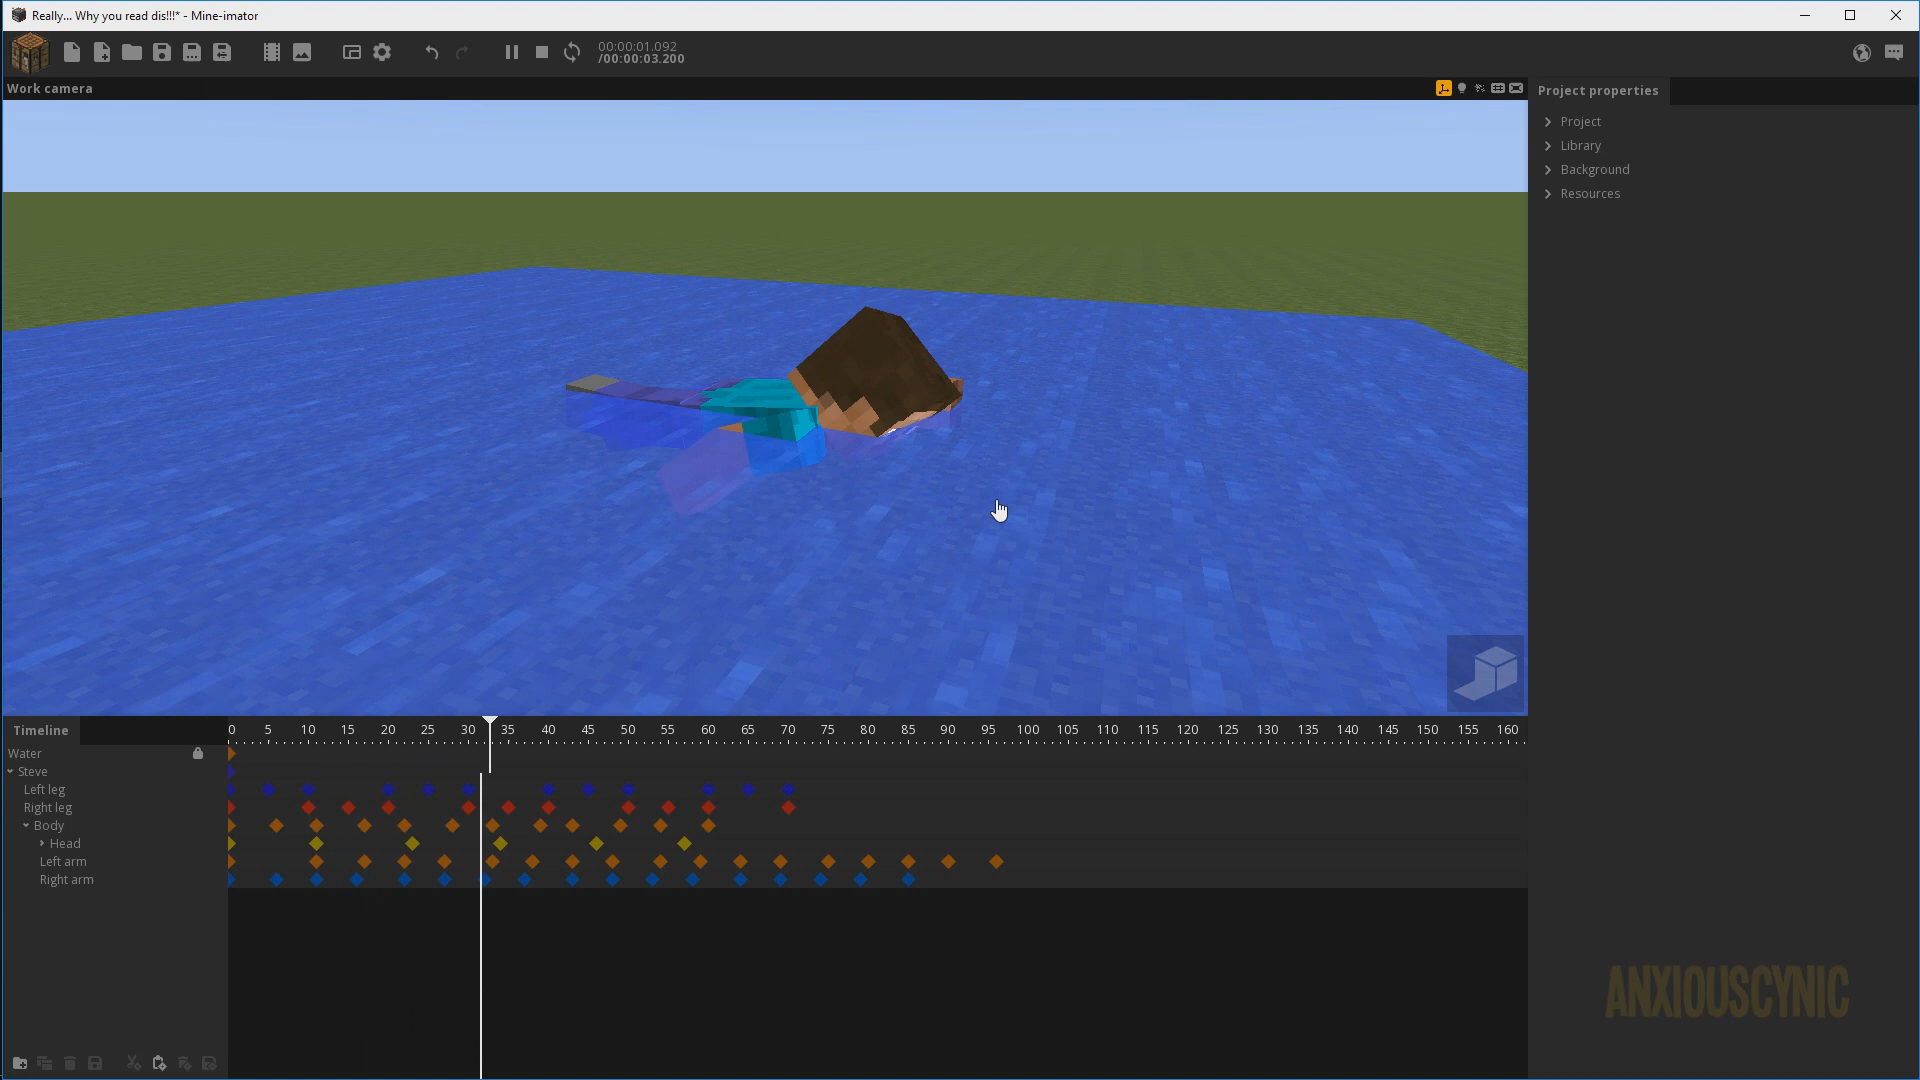 Really... Why you read dis!!!* - Mine-imator
00:00:01.092
/00:00:03.200
Work camera
Project properties
Project
Library
Background
Resources
Timeline
0 5 10 15 20 25 30 35 40 45 50 55 60 65 70 75 80 85 90 95 100 105 110 115 120 125 130 135 140 145 150 155 160
Water
Steve
Left leg
Right leg
Body
Head
Left arm
Right arm
ANXIOUSCYNIC